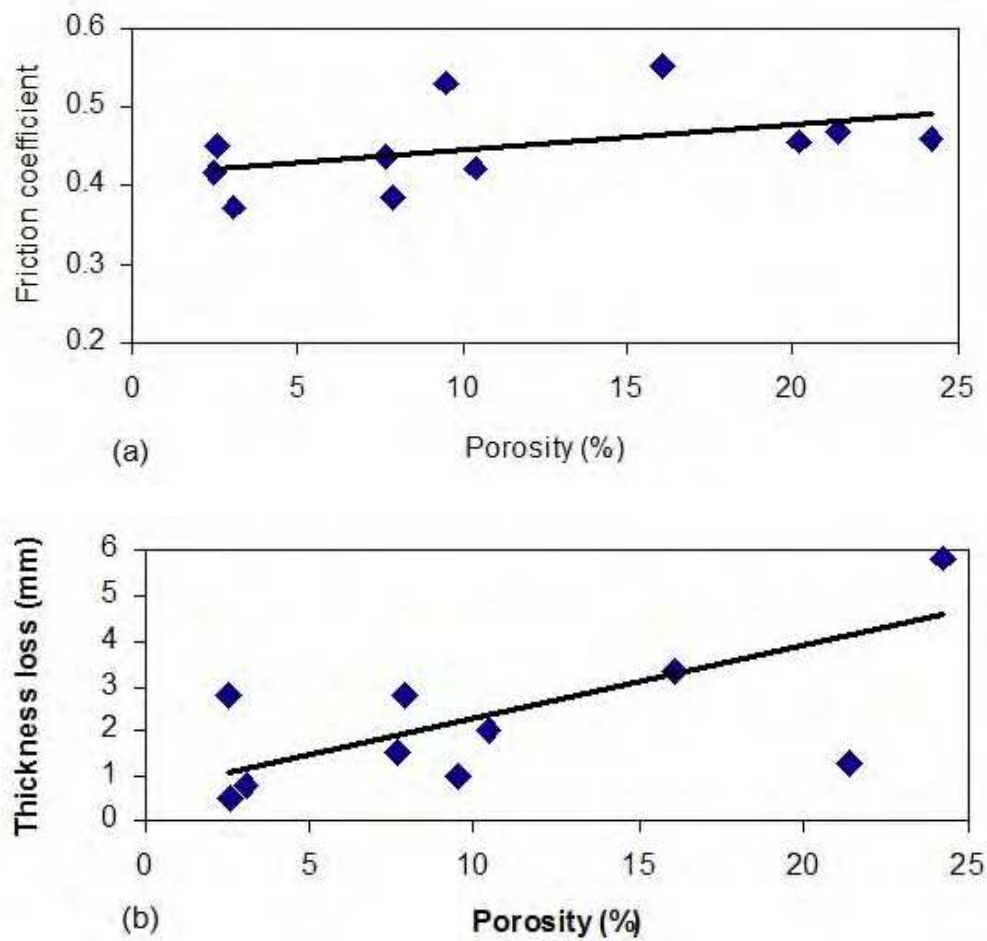 0.6
0.5
0.4
0.3
0.2
Friction coefficient
0 5 10 15 20 25
(a) Porosity (%)
6
5
4
3
2
1
0
Thickness loss (mm)
0 5 10 15 20 25
(b) Porosity (%)